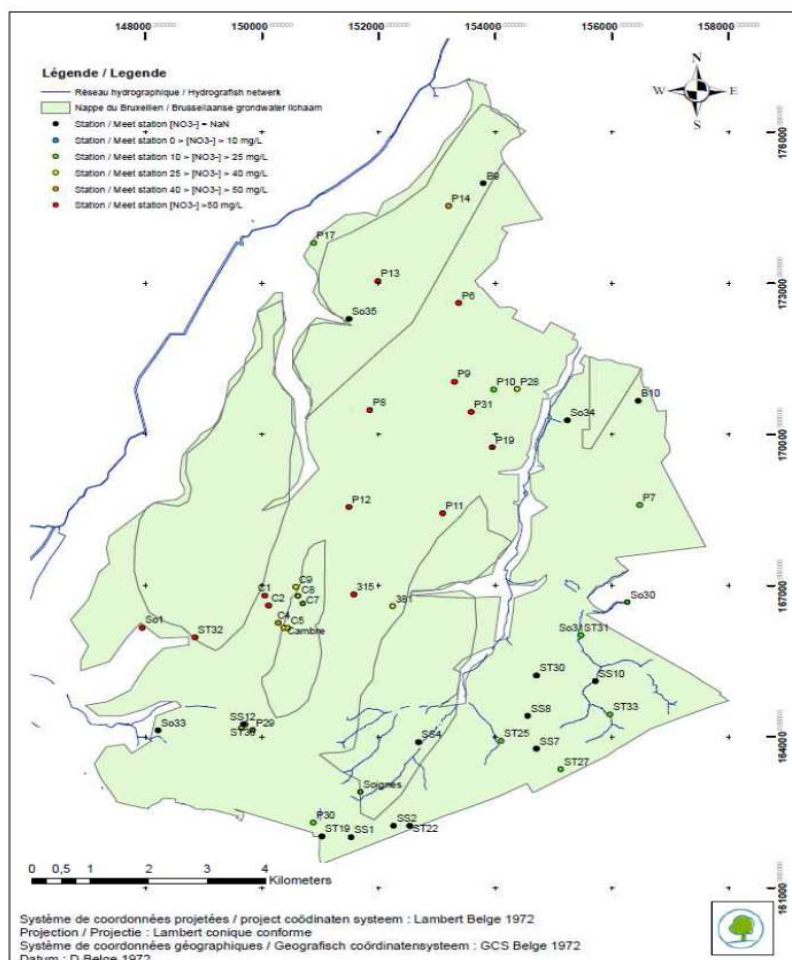 148000 150000 152000 154000 156000 158000
Légende / Legende
Réseau hydrographique / Hydrografish netwerk
Nappe du Bruxellien / Brussellaanse grondwater lichaam
Station / Meet station [NO3-] = NaN
Station / Meet station 0 > [NO3-] > 10 mg/L
Station / Meet station 10 > [NO3-] > 25 mg/L
Station / Meet station 25 > [NO3-] > 40 mg/L
Station / Meet station 40 > [NO3-] > 50 mg/L
Station / Meet station [NO3-] >50 mg/L
N
W E
S
176000
B9
P14
P17
173000
P13
P6
So35
P9
P10 P28
P8
P31
B10
So34
170000
P19
P7
P12
P11
C9
C1
C8
315
C2
C7
381
167000
So30
C4
C5
So1
Cambre
ST32
So31 ST31
ST30
SS10
SS12
SS8
ST33
So33
P29
SS4
ST25
SS7
164000
ST27
Soignes
P30
ST19 SS1
SS2
ST22
0 0,5 1 2 3 4
Kilometers
161000
Système de coordonnées projetées / project coödinaten systeem : Lambert Belge 1972
Projection / Projectie : Lambert conique conforme
Système de coordonnées géographiques / Geografisch coördinatensysteem : GCS Belge 1972
Datum : D Belge 1972